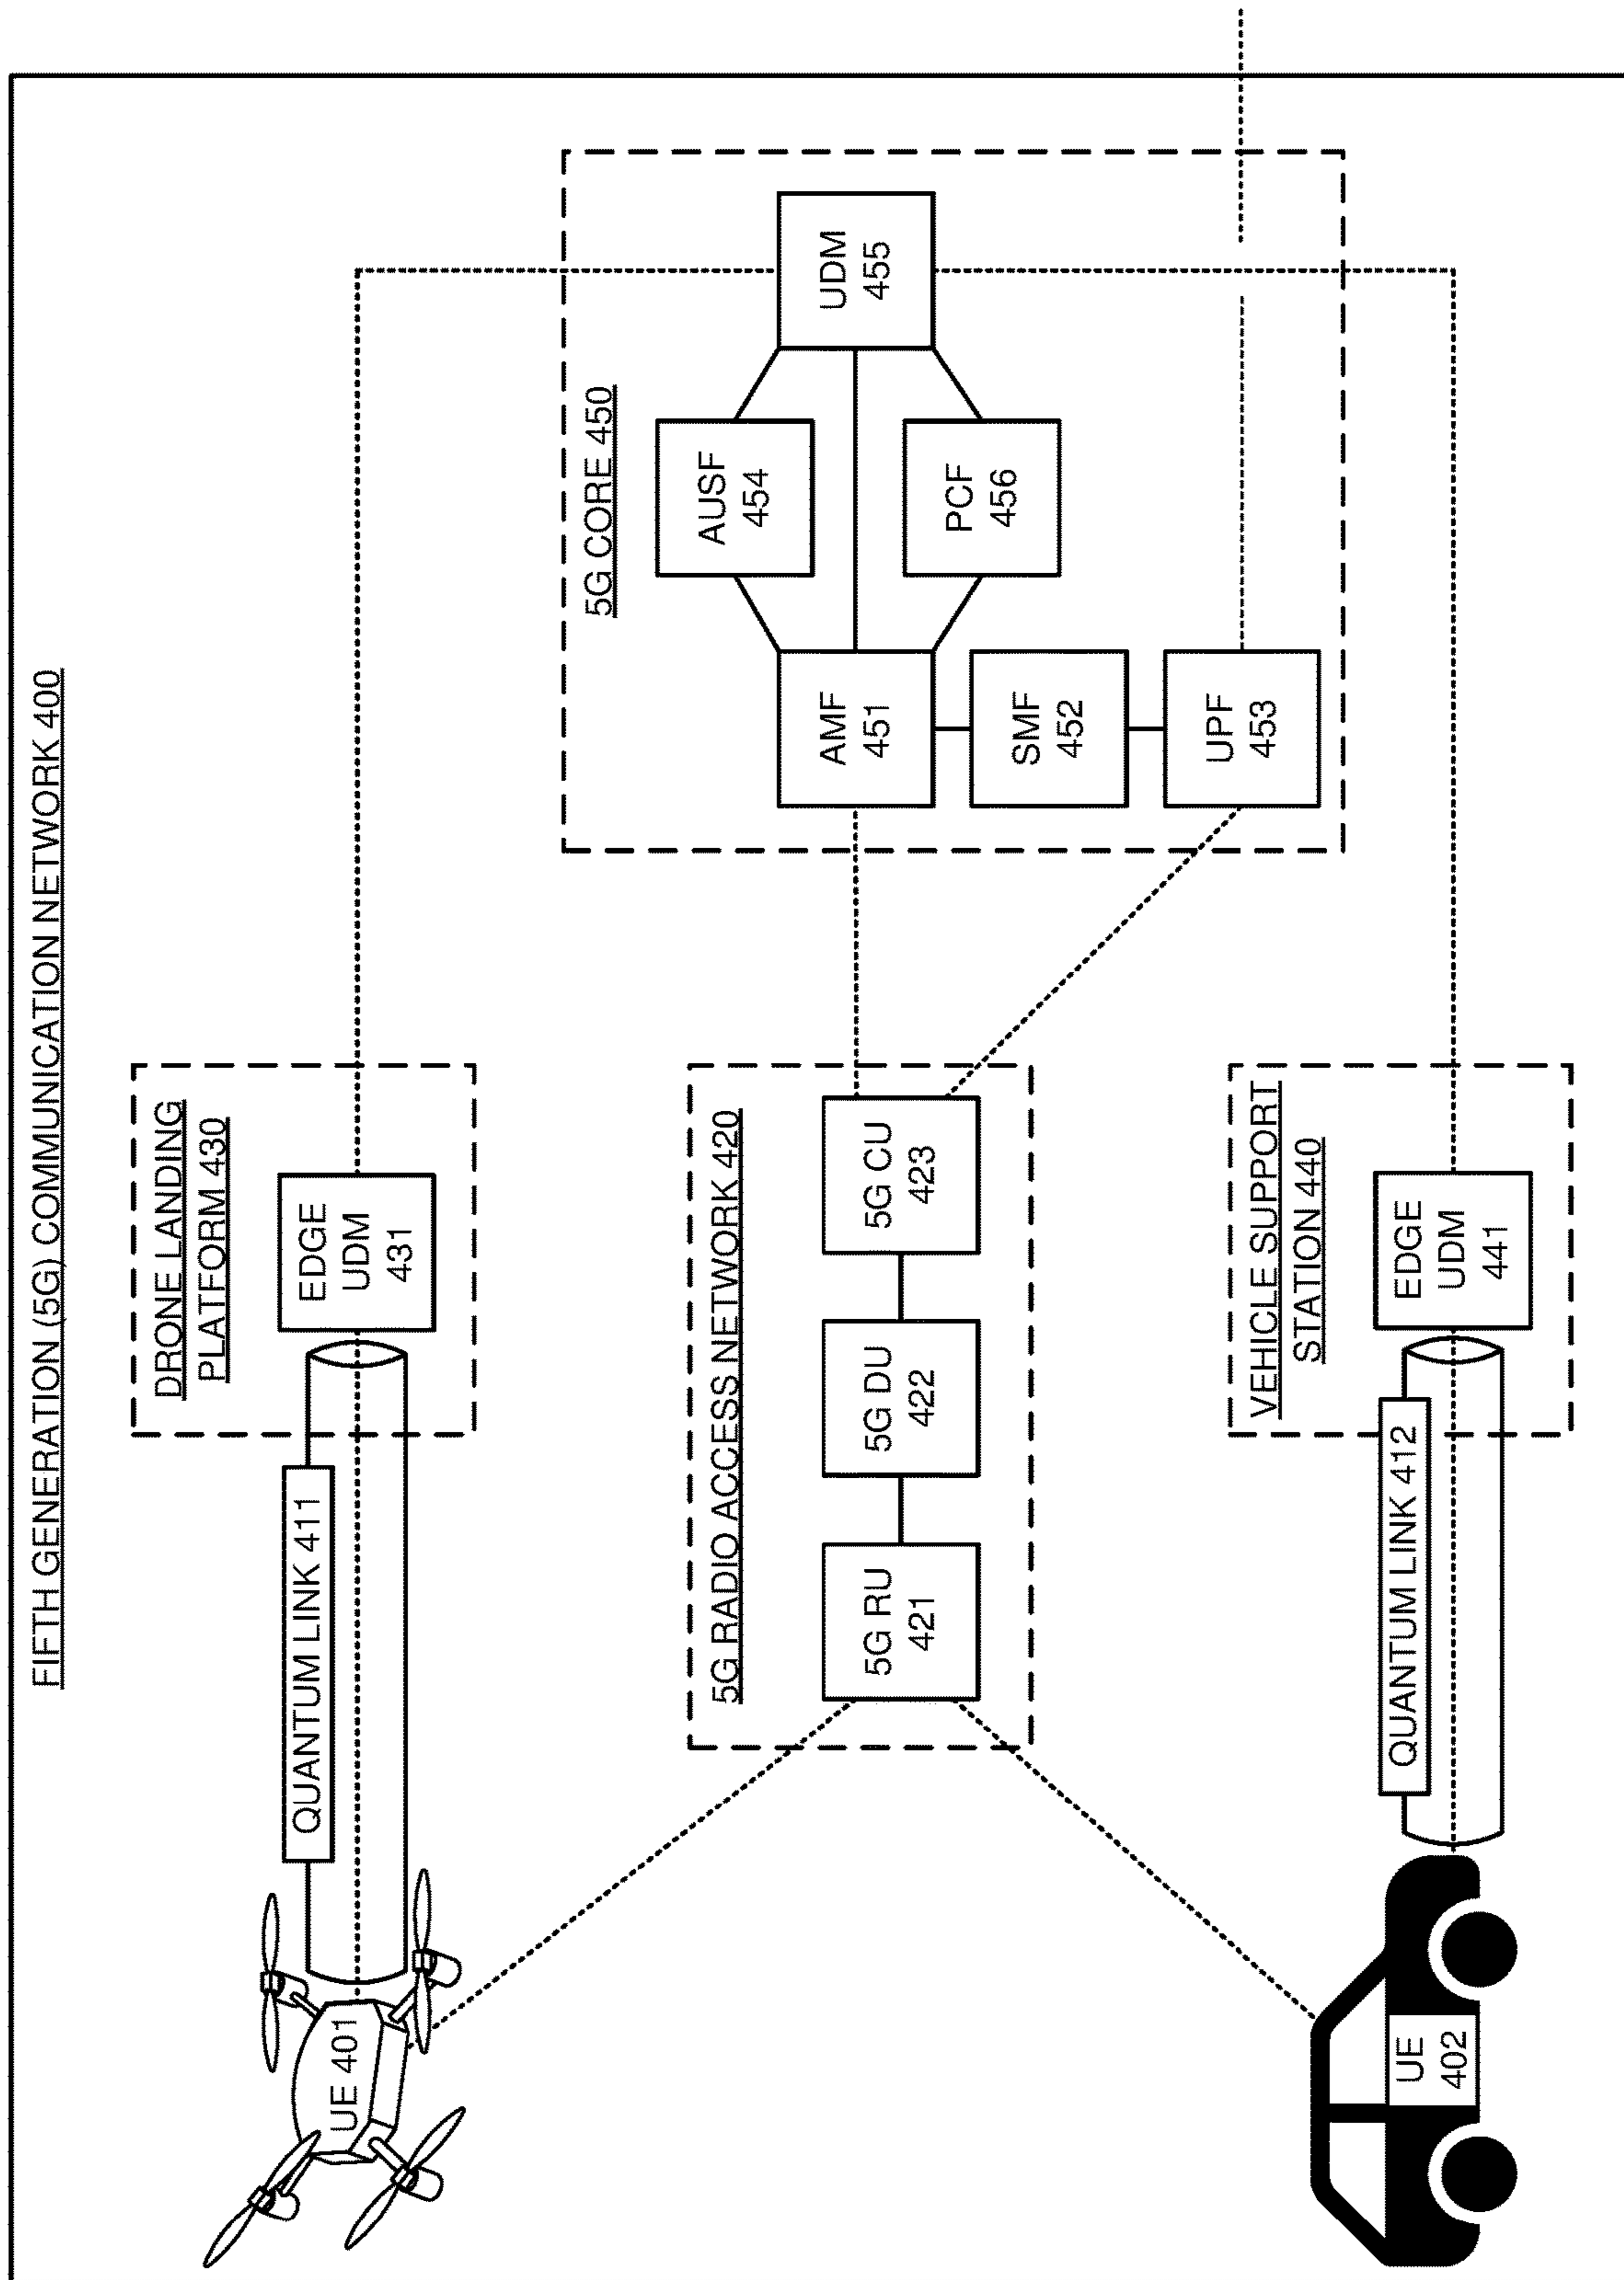 FIFTH GENERATION (5G) COMMUNICATION NETWORK 400
DRONE LANDING
PLATFORM 430
QUANTUM LINK 411
EDGE
UDM
431
UE 401
5G CORE 450
AUSF
454
UDM
455
AMF
451
PCF
456
SMF
452
UPF
453
5G RADIO ACCESS NETWORK 420
5G RU
421
5G DU
422
5G CU
423
VEHICLE SUPPORT
STATION 440
QUANTUM LINK 412
EDGE
UDM
441
UE
402